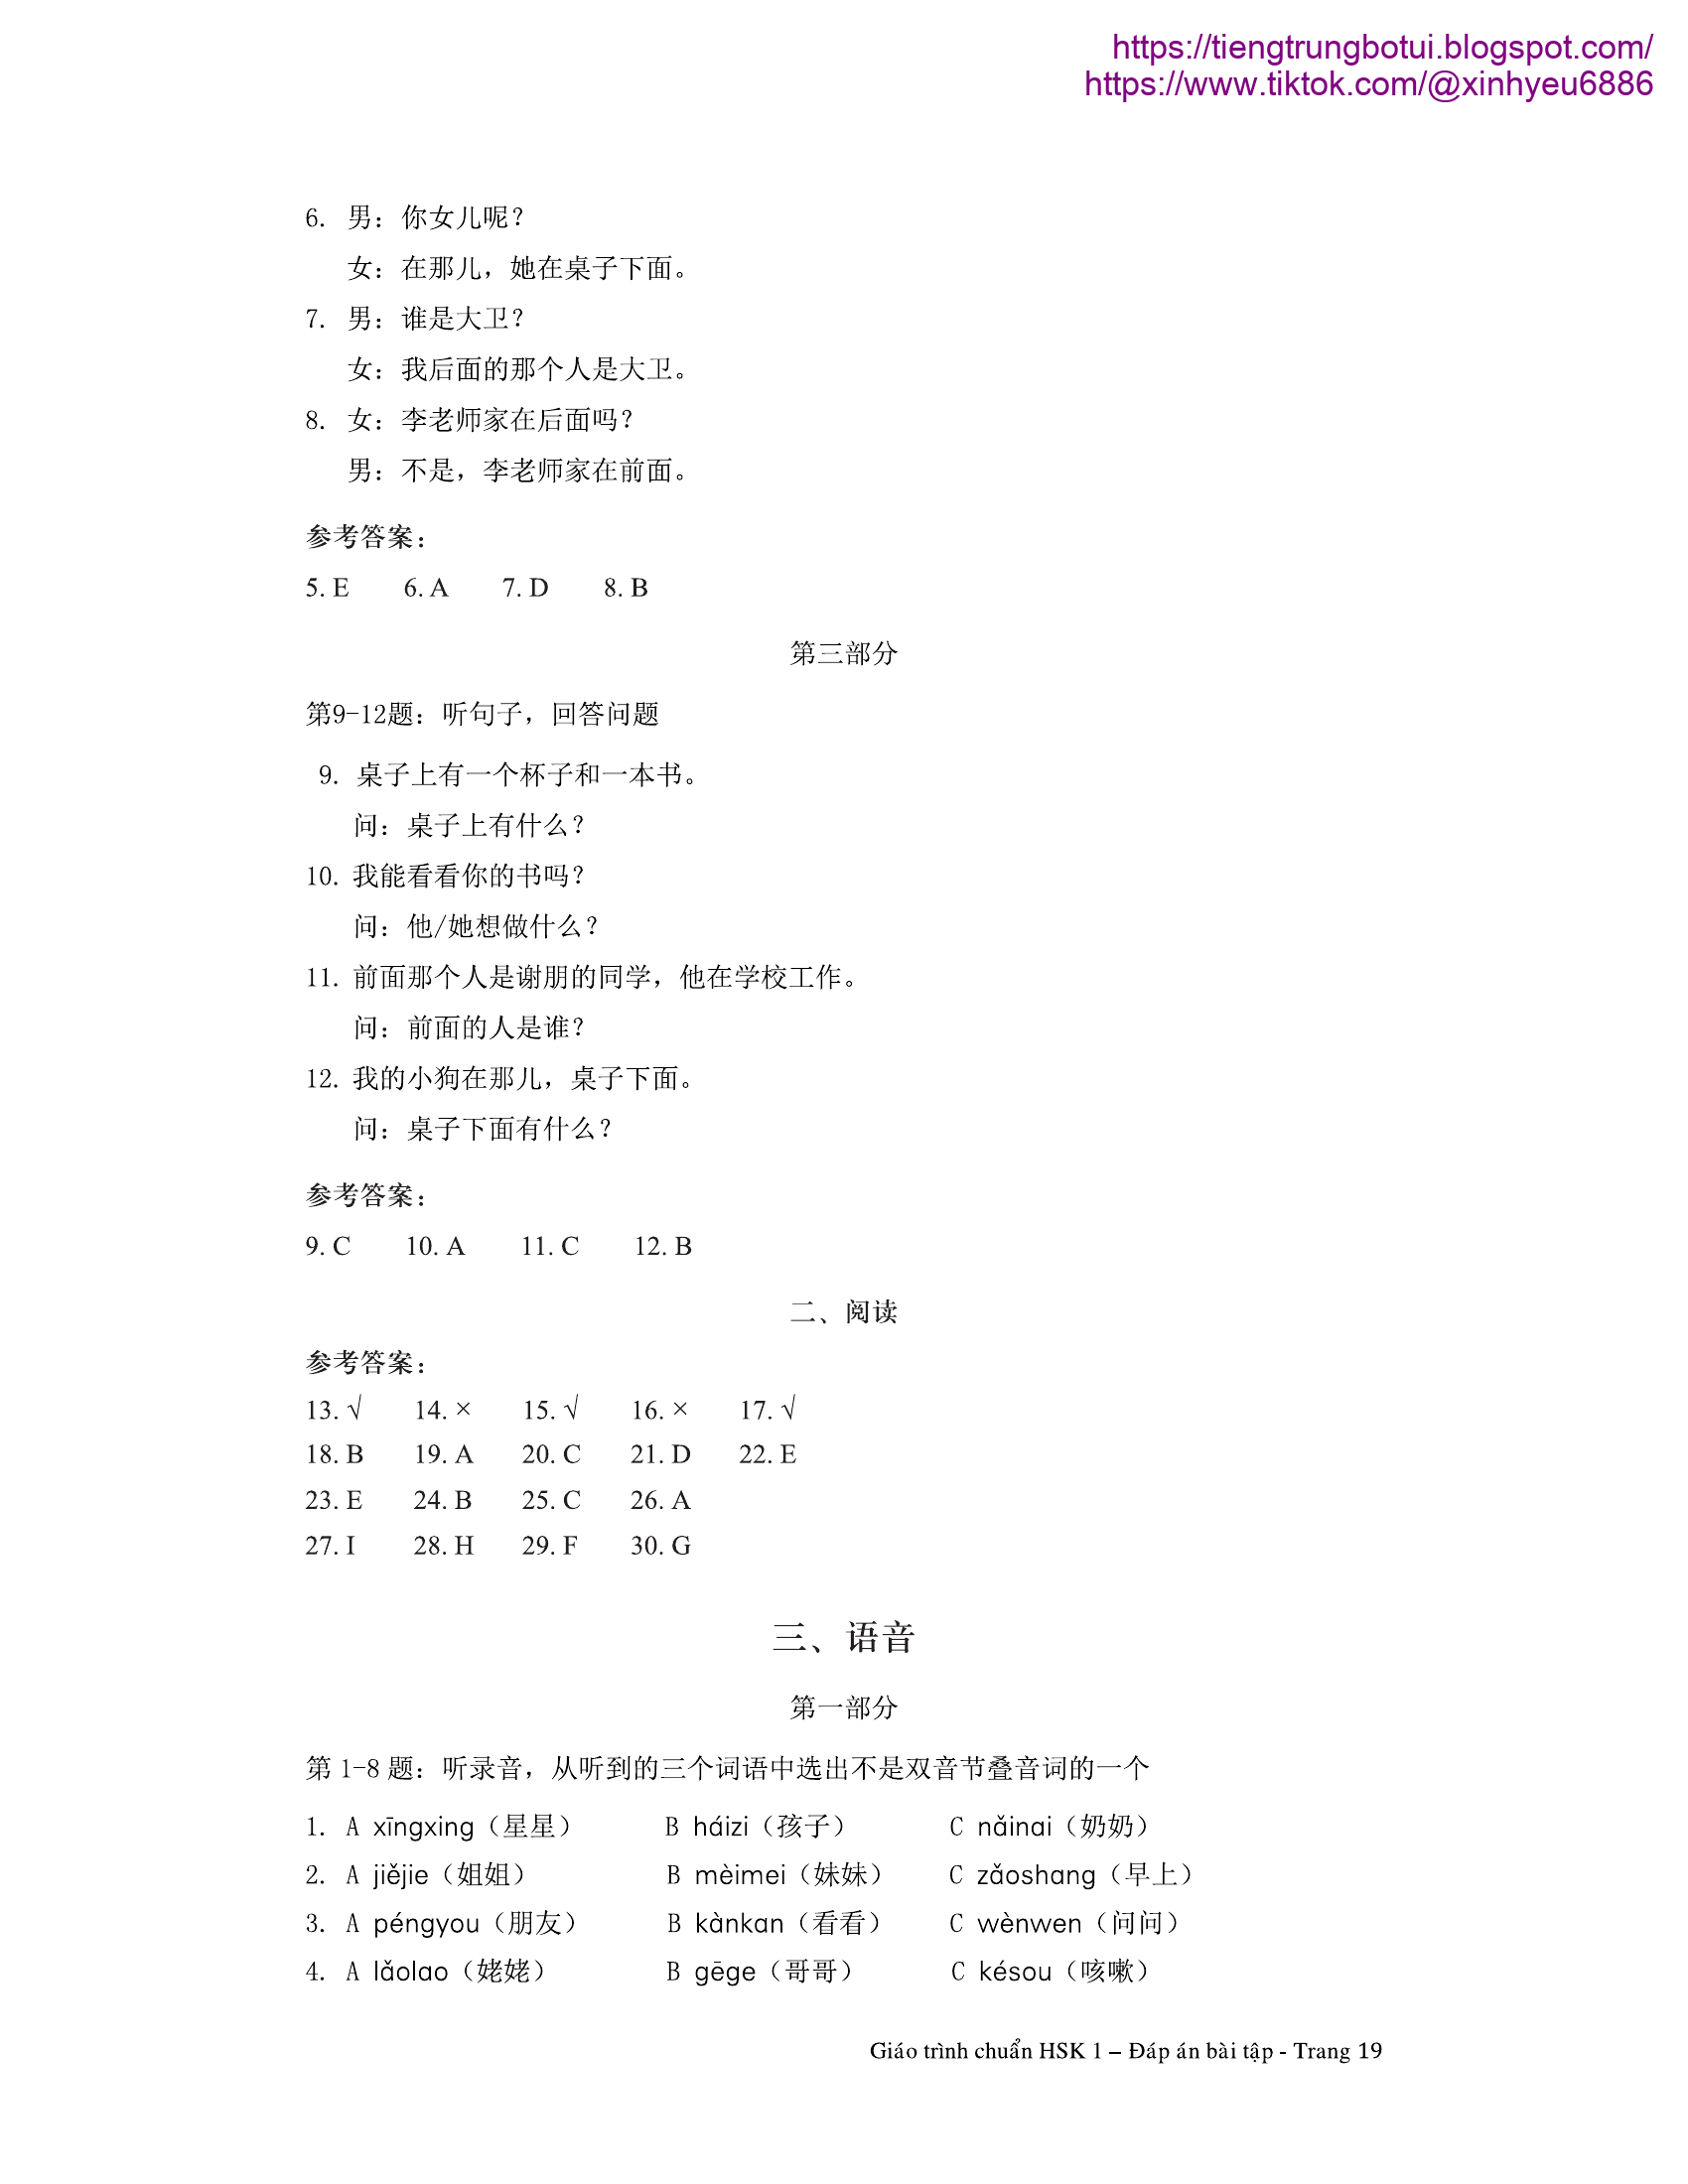 https://tiengtrungbotui.blogspot.com/
https://www.tiktok.com/@xinhyeu6886
6. 男：你女儿呢？
女：在那儿，她在桌子下面。
7. 男：谁是大卫？
女：我后面的那个人是大卫。
8. 女：李老师家在后面吗？
男：不是，李老师家在前面。
参考答案：
5. E 6. A 7. D 8. B
第三部分
第9-12题：听句子，回答问题
9. 桌子上有一个杯子和一本书。
问：桌子上有什么？
10. 我能看看你的书吗？
问：他/她想做什么？
11. 前面那个人是谢朋的同学，他在学校工作。
问：前面的人是谁？
12. 我的小狗在那儿，桌子下面。
问：桌子下面有什么？
参考答案：
9. C 10. A 11. C 12. B
二、阅读
参考答案：
13. √ 14. × 15. √ 16. × 17. √
18. B 19. A 20. C 21. D 22. E
23. E 24. B 25. C 26. A
27. I 28. H 29. F 30. G
三、语音
第一部分
第 1-8 题：听录音，从听到的三个词语中选出不是双音节叠音词的一个
1. A xīngxing（星星） B háizi（孩子） C nǎinai（奶奶）
2. A jiějie（姐姐） B mèimei（妹妹） C zǎoshang（早上）
3. A péngyou（朋友） B kànkan（看看） C wènwen（问问）
4. A lǎolao（姥姥） B gēge（哥哥） C késou（咳嗽）
Giáo trình chuẩn HSK 1 – Đáp án bài tập - Trang 19